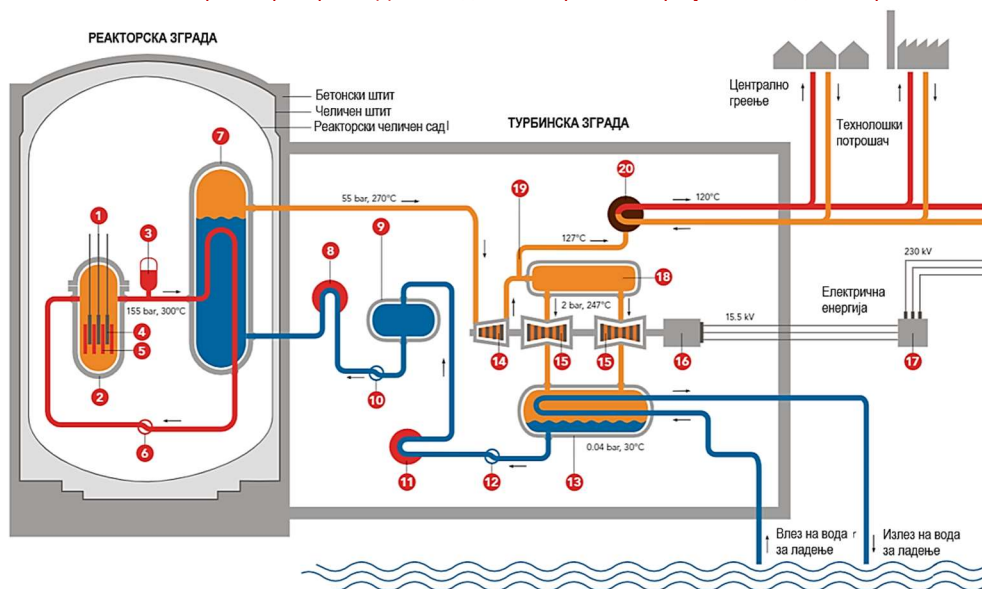 РЕАКТОРСКА ЗГРАДА
Бетонски штит
Челичен штит
Реакторски челичен сад
ТУРБИНСКА ЗГРАДА
Централно
греење
Технолошки
потрошач
7
55 bar, 270°C
19
20
120°C
1
3
9
8
127°C
18
230 kV
155 bar, 300°C
2 bar, 247°C
Електрична
енергија
4
5
15.5 kV
14
15
15
16
17
2
10
6
11
12
13
0.04 bar, 30°C
Влез на вода
за ладење
Излез на вода
за ладење